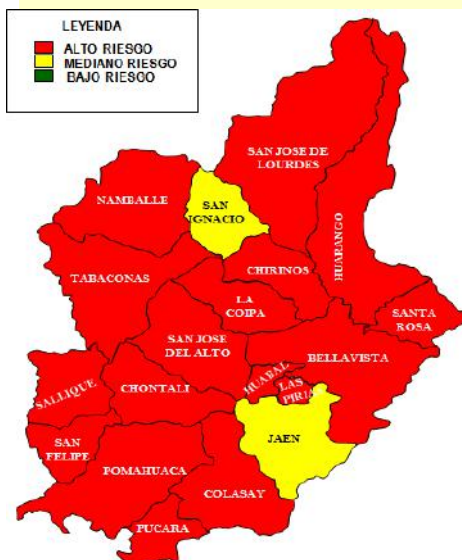 LEYENDA
ALTO RIESGO
MEDIANO RIESGO
BAJO RIESGO
SAN JOSE DE
LOURDES
NAMBALLE
SAN
IGNACIO
HUARANGO
TABACONAS
CHIRINOS
LA
COIPA
SANTA
ROSA
SAN JOSE
DEL ALTO
BELLAVISTA
HUABAL
LAS
PIRIAS
SALLIQUE
CHONTALI
JAEN
SAN
FELIPE
POMAHUACA
COLASAY
PUCARA